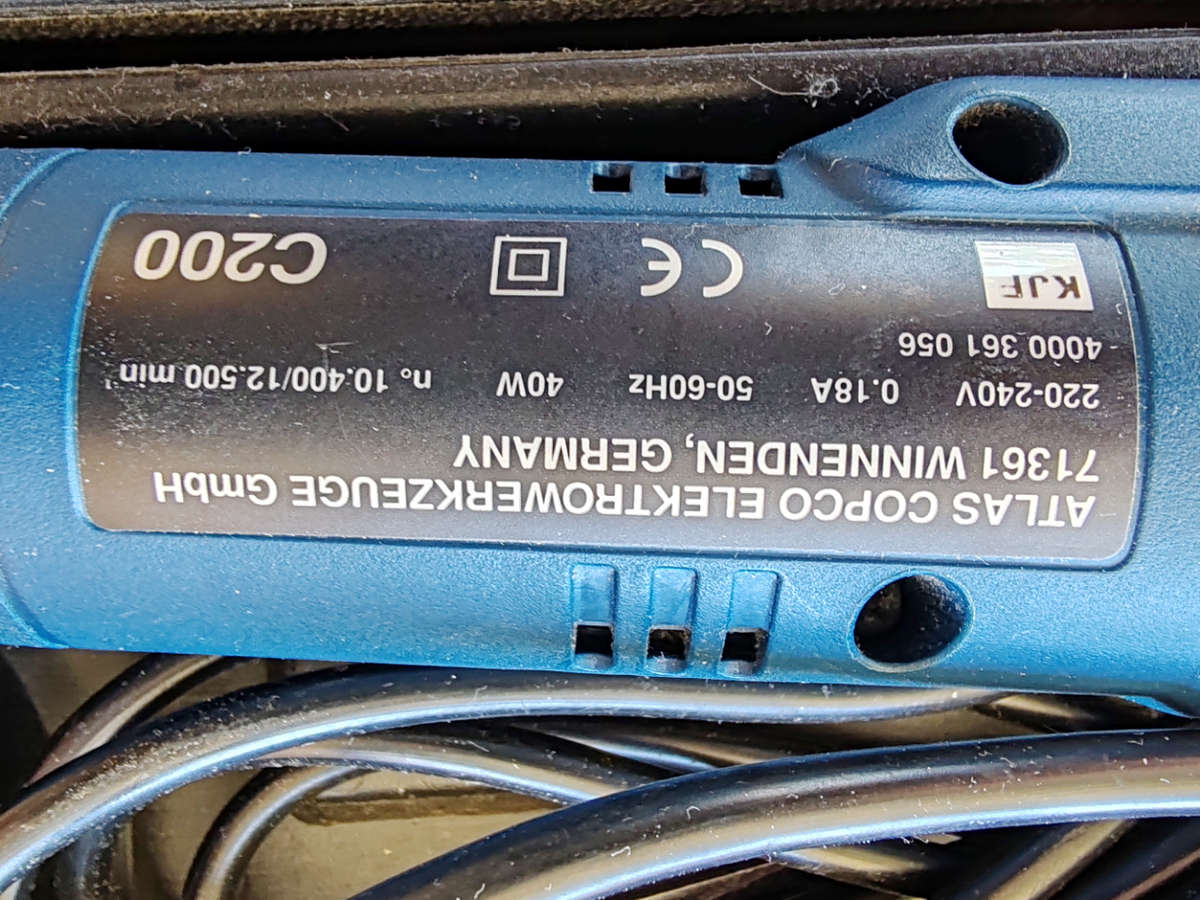 ATLAS COPCO ELEKTROWERKZEUGE GmbH
71361 WINNENDEN, GERMANY
220-240V 0.18A 50-60Hz 40W n₀ 10.400/12.500 min⁻¹
4000 361 056
KJF CE C200